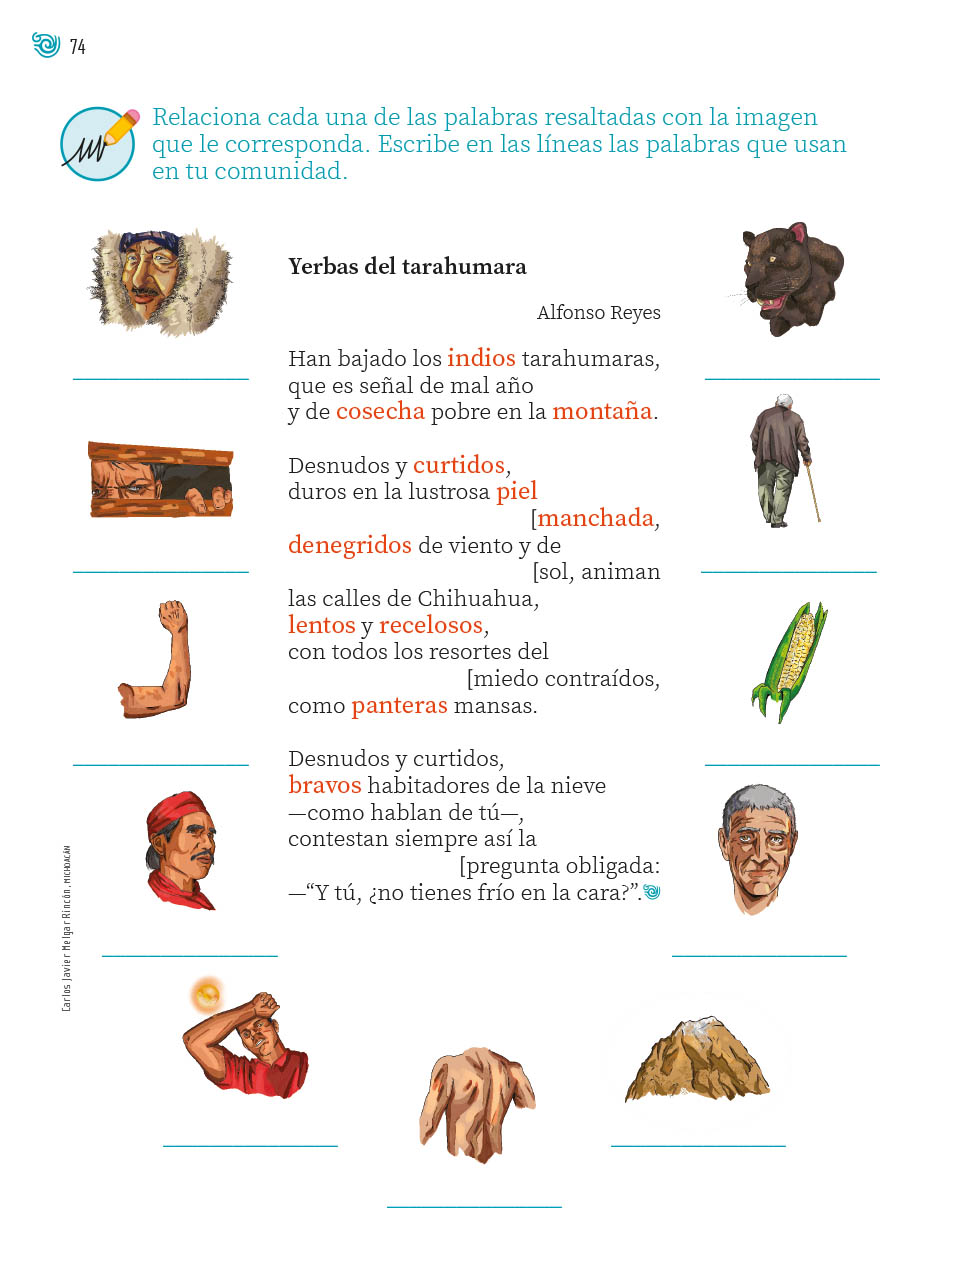 74
Relaciona cada una de las palabras resaltadas con la imagen
que le corresponda. Escribe en las líneas las palabras que usan
en tu comunidad.
Yerbas del tarahumara
Alfonso Reyes
Han bajado los indios tarahumaras,
que es señal de mal año
y de cosecha pobre en la montaña.
Desnudos y curtidos,
duros en la lustrosa piel
[manchada,
denegridos de viento y de
[sol, animan
las calles de Chihuahua,
lentos y recelosos,
con todos los resortes del
[miedo contraídos,
como panteras mansas.
Desnudos y curtidos,
bravos habitadores de la nieve
—como hablan de tú—,
contestan siempre así la
[pregunta obligada:
—“Y tú, ¿no tienes frío en la cara?”.
Carlos Javier Melgar Rincón, MICHOACÁN